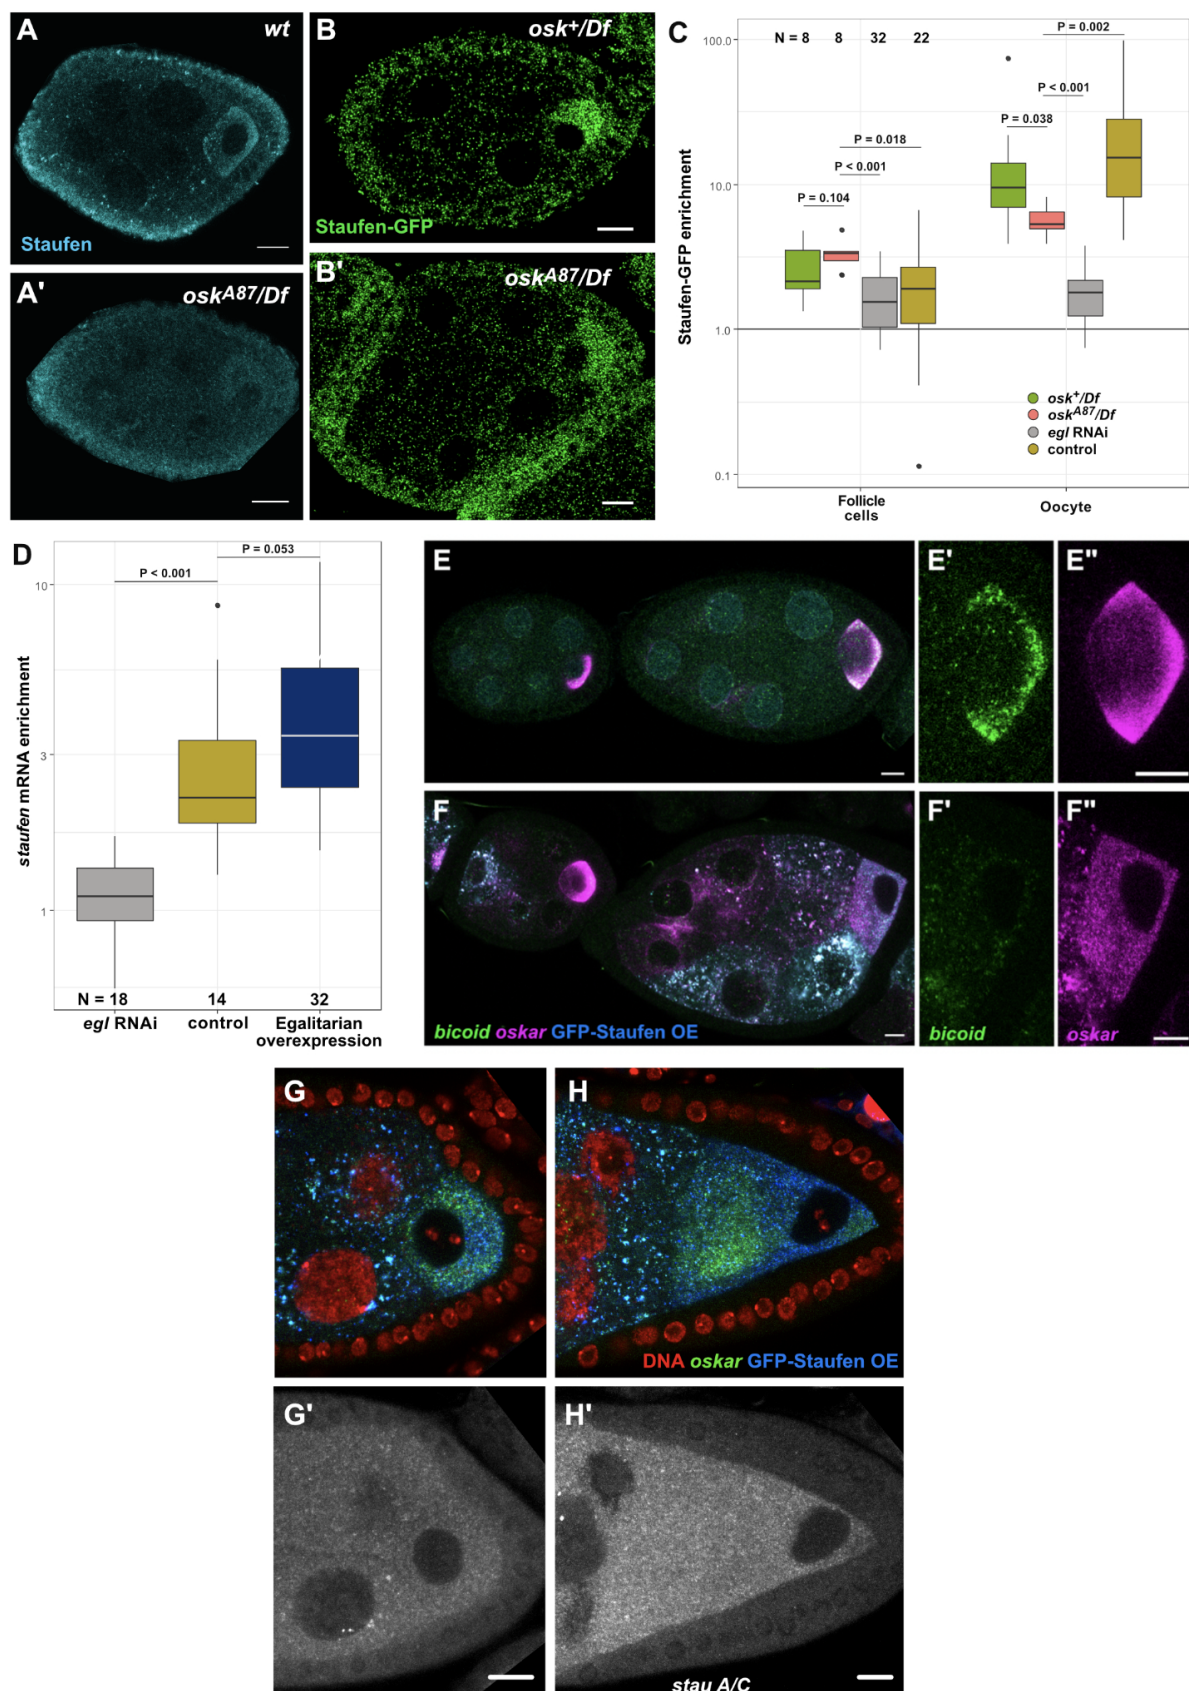 A
wt
Staufen
A'
oskA87/Df
B
osk+/Df
Staufen-GFP
B'
oskA87/Df
C
N = 8 8 32 22
P = 0.002
P < 0.001
P = 0.038
P = 0.018
P < 0.001
P = 0.104
100.0
10.0
1.0
0.1
Staufen-GFP enrichment
osk+/Df
oskA87/Df
egl RNAi
control
Follicle
cells
Oocyte
D
P = 0.053
P < 0.001
10
3
1
staufen mRNA enrichment
N = 18 14 32
egl RNAi
control
Egalitarian
overexpression
E
E'
E"
F
bicoid oskar GFP-Staufen OE
F'
bicoid
F"
oskar
G
H
DNA oskar GFP-Staufen OE
G'
H'
stau A/C